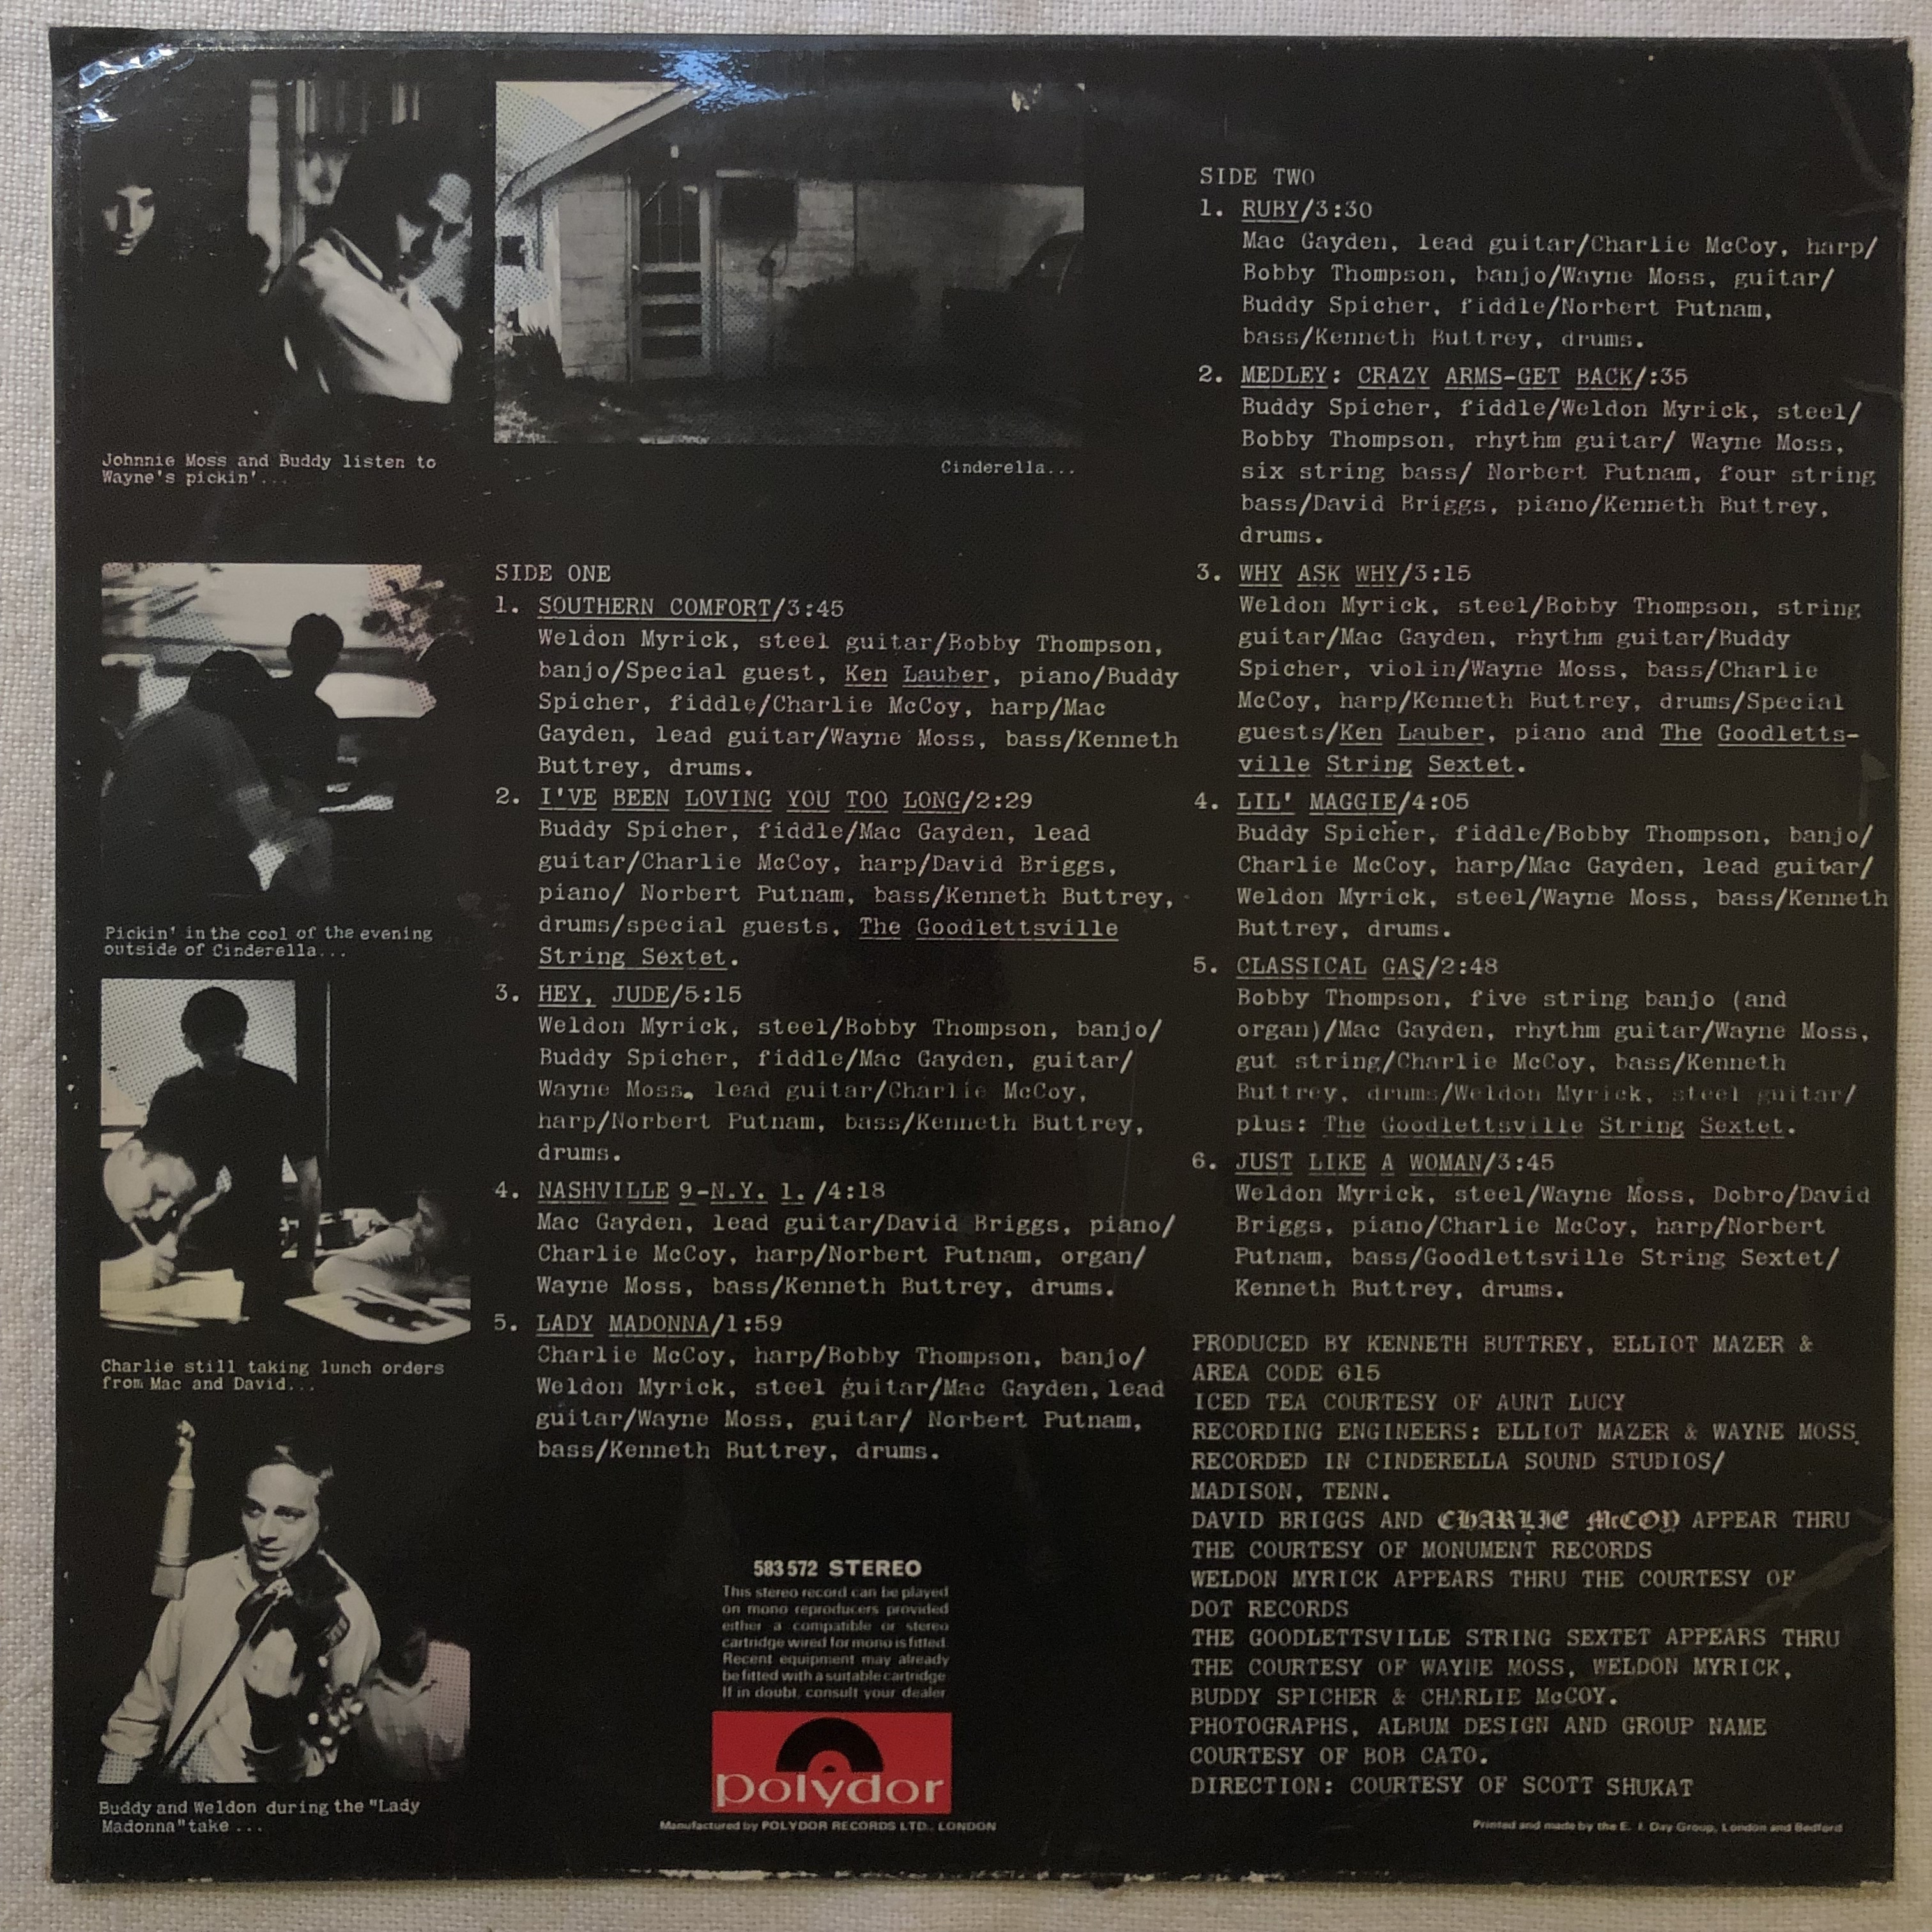 Johnnie Moss and Buddy listen to
Wayne's pickin'...
Cinderella...
Pickin' in the cool of the evening
outside of Cinderella...
Charlie still taking lunch orders
from Mac and David...
Buddy and Weldon during the "Lady
Madonna" take ...
SIDE ONE
1. SOUTHERN COMFORT/3:45
Weldon Myrick, steel guitar/Bobby Thompson,
banjo/Special guest, Ken Lauber, piano/Buddy
Spicher, fiddle/Charlie McCoy, harp/Mac
Gayden, lead guitar/Wayne Moss, bass/Kenneth
Buttrey, drums.
2. I'VE BEEN LOVING YOU TOO LONG/2:29
Buddy Spicher, fiddle/Mac Gayden, lead
guitar/Charlie McCoy, harp/David Briggs,
piano/ Norbert Putnam, bass/Kenneth Buttrey,
drums/special guests, The Goodlettsville
String Sextet.
3. HEY, JUDE/5:15
Weldon Myrick, steel/Bobby Thompson, banjo/
Buddy Spicher, fiddle/Mac Gayden, guitar/
Wayne Moss, lead guitar/Charlie McCoy,
harp/Norbert Putnam, bass/Kenneth Buttrey,
drums.
4. NASHVILLE 9-N.Y. 1. /4:18
Mac Gayden, lead guitar/David Briggs, piano/
Charlie McCoy, harp/Norbert Putnam, organ/
Wayne Moss, bass/Kenneth Buttrey, drums.
5. LADY MADONNA/1:59
Charlie McCoy, harp/Bobby Thompson, banjo/
Weldon Myrick, steel guitar/Mac Gayden, lead
guitar/Wayne Moss, guitar/ Norbert Putnam,
bass/Kenneth Buttrey, drums.
583 572 STEREO
This stereo record can be played
on mono reproducers provided
either a compatible or stereo
cartridge wired for mono is fitted.
Recent equipment may already
be fitted with a suitable cartridge.
If in doubt, consult your dealer
polydor
Manufactured by POLYDOR RECORDS LTD., LONDON
SIDE TWO
1. RUBY/3:30
Mac Gayden, lead guitar/Charlie McCoy, harp/
Bobby Thompson, banjo/Wayne Moss, guitar/
Buddy Spicher, fiddle/Norbert Putnam,
bass/Kenneth Buttrey, drums.
2. MEDLEY: CRAZY ARMS-GET BACK/:35
Buddy Spicher, fiddle/Weldon Myrick, steel/
Bobby Thompson, rhythm guitar/ Wayne Moss,
six string bass/ Norbert Putnam, four string
bass/David Briggs, piano/Kenneth Buttrey,
drums.
3. WHY ASK WHY/3:15
Weldon Myrick, steel/Bobby Thompson, string
guitar/Mac Gayden, rhythm guitar/Buddy
Spicher, violin/Wayne Moss, bass/Charlie
McCoy, harp/Kenneth Buttrey, drums/Special
guests/Ken Lauber, piano and The Goodletts-
ville String Sextet.
4. LIL' MAGGIE/4:05
Buddy Spicher, fiddle/Bobby Thompson, banjo/
Charlie McCoy, harp/Mac Gayden, lead guitar/
Weldon Myrick, steel/Wayne Moss, bass/Kenneth
Buttrey, drums.
5. CLASSICAL GAS/2:48
Bobby Thompson, five string banjo (and
organ)/Mac Gayden, rhythm guitar/Wayne Moss,
gut string/Charlie McCoy, bass/Kenneth
Buttrey, drums/Weldon Myrick, steel guitar/
plus: The Goodlettsville String Sextet.
6. JUST LIKE A WOMAN/3:45
Weldon Myrick, steel/Wayne Moss, Dobro/David
Briggs, piano/Charlie McCoy, harp/Norbert
Putnam, bass/Goodlettsville String Sextet/
Kenneth Buttrey, drums.
PRODUCED BY KENNETH BUTTREY, ELLIOT MAZER &
AREA CODE 615
ICED TEA COURTESY OF AUNT LUCY
RECORDING ENGINEERS: ELLIOT MAZER & WAYNE MOSS.
RECORDED IN CINDERELLA SOUND STUDIOS/
MADISON, TENN.
DAVID BRIGGS AND CHARLIE McCOY APPEAR THRU
THE COURTESY OF MONUMENT RECORDS
WELDON MYRICK APPEARS THRU THE COURTESY OF
DOT RECORDS
THE GOODLETTSVILLE STRING SEXTET APPEARS THRU
THE COURTESY OF WAYNE MOSS, WELDON MYRICK,
BUDDY SPICHER & CHARLIE McCOY.
PHOTOGRAPHS, ALBUM DESIGN AND GROUP NAME
COURTESY OF BOB CATO.
DIRECTION: COURTESY OF SCOTT SHUKAT
Printed and made by the E. J. Day Group, London and Bedford